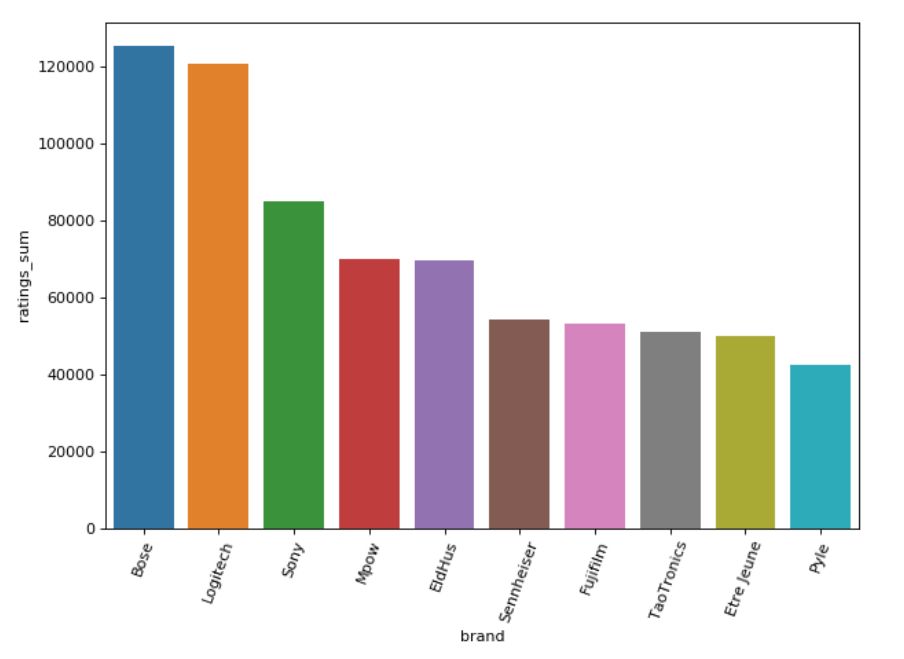 120000
100000
80000
60000
40000
20000
0
ratings_sum
Bose
Logitech
Sony
Mpow
EldHus
Sennheiser
Fujifilm
TaoTronics
Etre Jeune
Pyle
brand